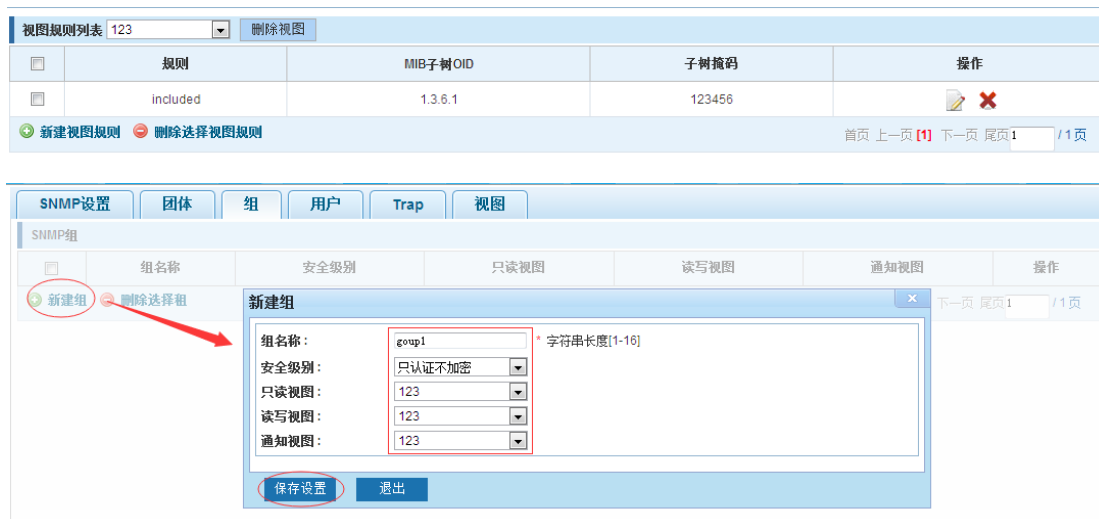 视图规则列表 123 删除视图
规则 MIB子树OID 子树掩码 操作
included 1.3.6.1 123456
新建视图规则 删除选择视图规则 首页 上一页 [1] 下一页 尾页 1 / 1页
SNMP设置 团体 组 用户 Trap 视图
SNMP组
组名称 安全级别 只读视图 读写视图 通知视图 操作
新建组 删除选择组 下一页 尾页 1 / 1页
新建组
组名称： goup1 * 字符串长度[1-16]
安全级别： 只认证不加密
只读视图： 123
读写视图： 123
通知视图： 123
保存设置 退出